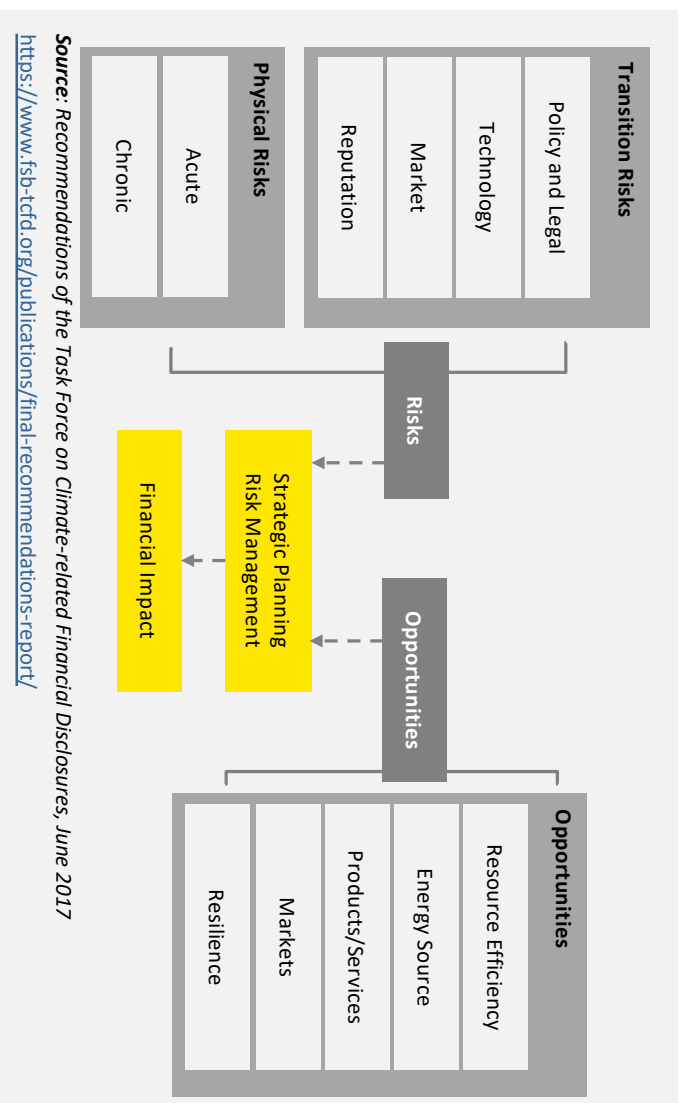 Transition Risks
Policy and Legal
Technology
Market
Reputation
Physical Risks
Acute
Chronic
Risks
Opportunities
Strategic Planning
Risk Management
Financial Impact
Opportunities
Resource Efficiency
Energy Source
Products/Services
Markets
Resilience
Source: Recommendations of the Task Force on Climate-related Financial Disclosures, June 2017
https://www.fsb-tcfd.org/publications/final-recommendations-report/